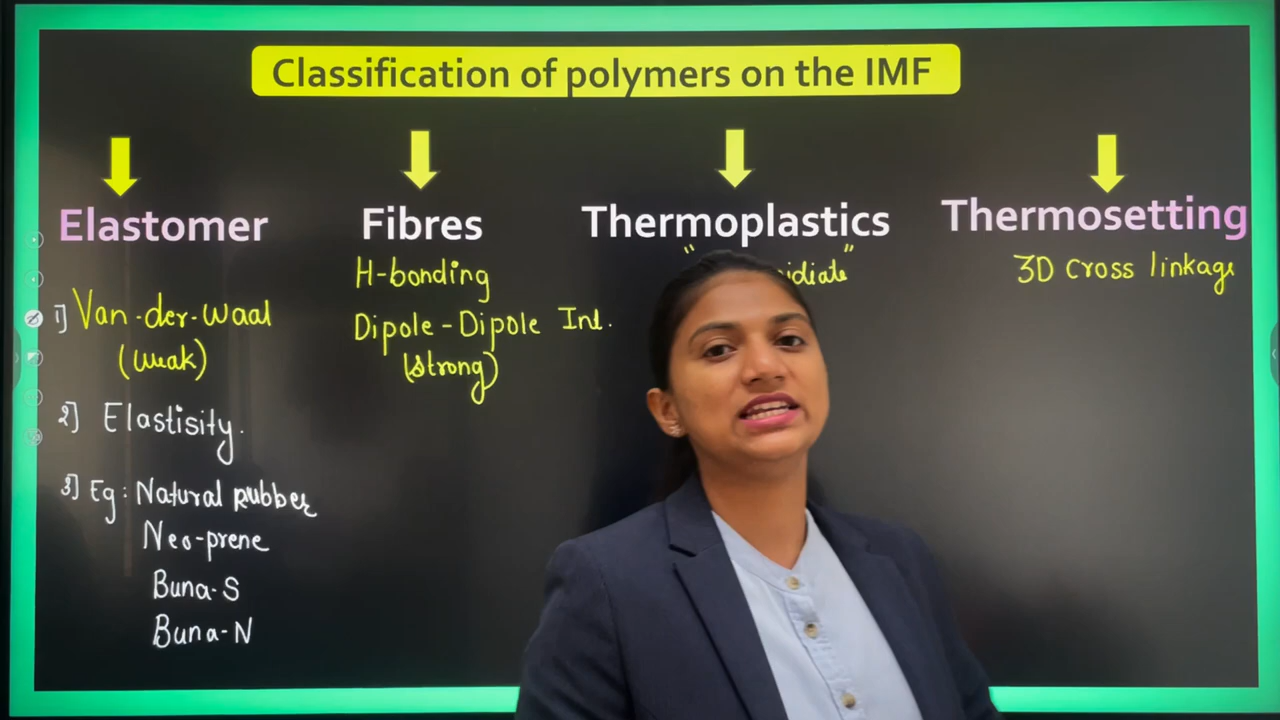 Classification of polymers on the IMF
Elastomer
Fibres
Thermoplastics
Thermosetting
1] Van-der-Waal
(weak)
2] Elastisity.
3] Eg: Natural Rubber
Neo-prene
Buna-S
Buna-N
H-bonding
Dipole-Dipole Int.
(strong)
3D cross linkage